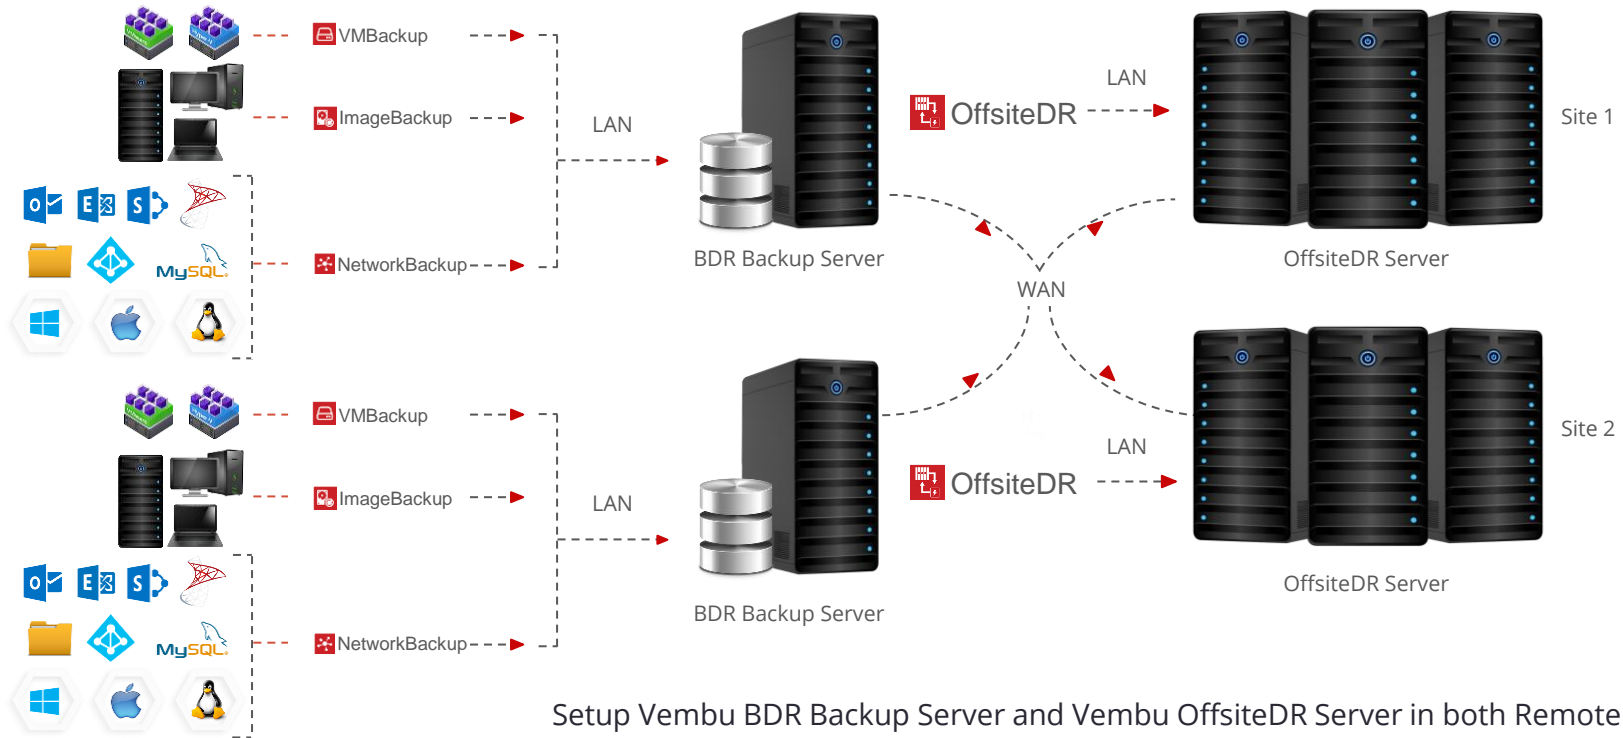 VMBackup
ImageBackup
NetworkBackup
MySQL
LAN
BDR Backup Server
OffsiteDR
LAN
Site 1
OffsiteDR Server
WAN
VMBackup
ImageBackup
NetworkBackup
MySQL
LAN
BDR Backup Server
OffsiteDR
LAN
Site 2
OffsiteDR Server
Setup Vembu BDR Backup Server and Vembu OffsiteDR Server in both Remote